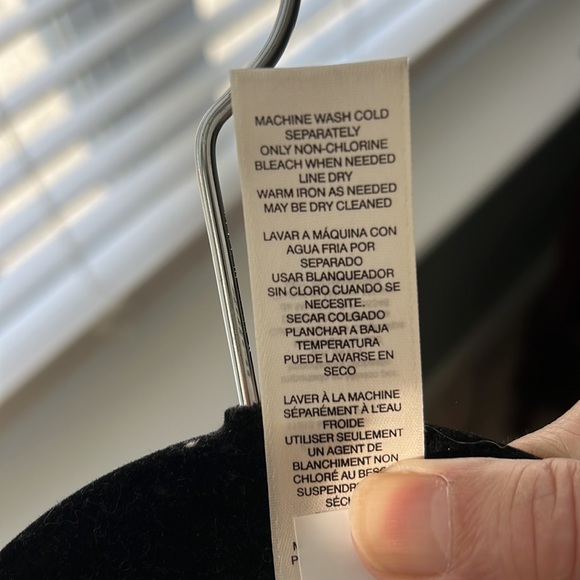 MACHINE WASH COLD
SEPARATELY
ONLY NON-CHLORINE
BLEACH WHEN NEEDED
LINE DRY
WARM IRON AS NEEDED
MAY BE DRY CLEANED
LAVAR A MÁQUINA CON
AGUA FRIA POR
SEPARADO
USAR BLANQUEADOR
SIN CLORO CUANDO SE
NECESITE.
SECAR COLGADO
PLANCHAR A BAJA
TEMPERATURA
PUEDE LAVARSE EN
SECO
LAVER À LA MACHINE
SÉPARÉMENT À L'EAU
FROIDE
UTILISER SEULEMENT
UN AGENT DE
BLANCHIMENT NON
CHLORÉ AU